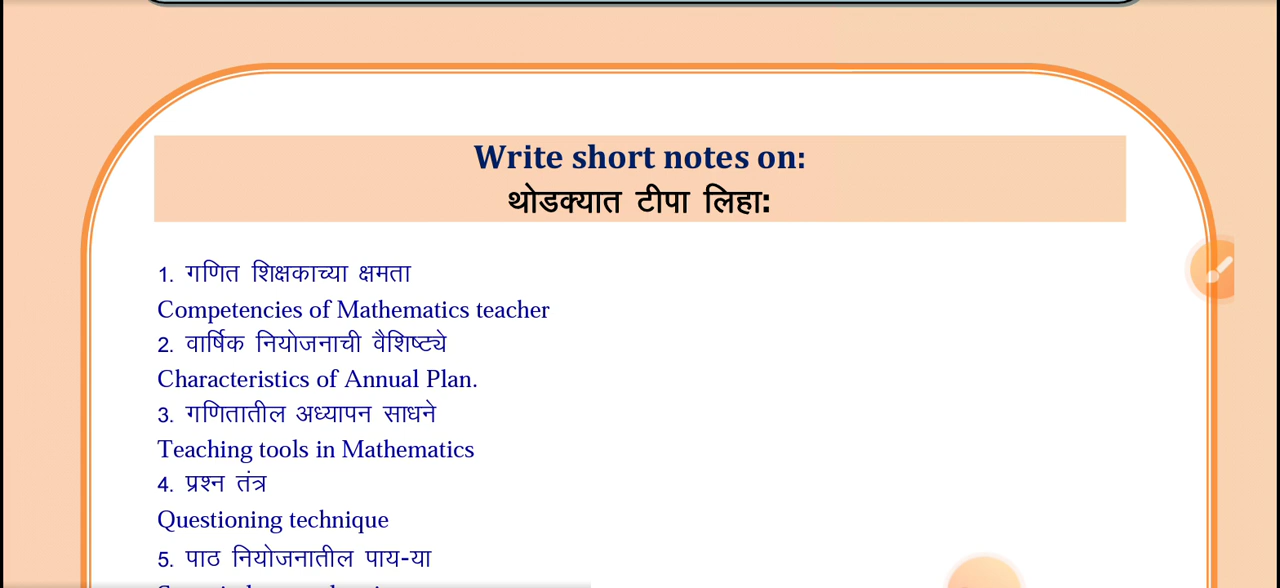 Write short notes on:
थोडक्यात टीपा लिहा:
1. गणित शिक्षकाच्या क्षमता
Competencies of Mathematics teacher
2. वार्षिक नियोजनाची वैशिष्ट्ये
Characteristics of Annual Plan.
3. गणितातील अध्यापन साधने
Teaching tools in Mathematics
4. प्रश्न तंत्र
Questioning technique
5. पाठ नियोजनातील पाय-या